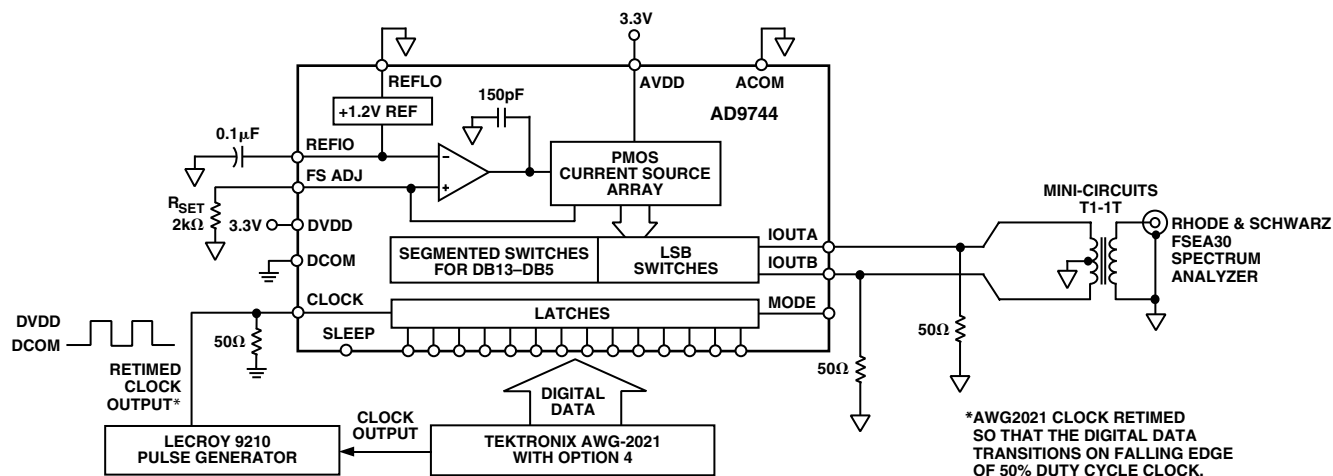 3.3V
REFLO
AVDD
ACOM
150pF
AD9744
+1.2V REF
0.1µF
REFIO
PMOS
CURRENT SOURCE
ARRAY
FS ADJ
RSET
2kΩ
3.3V
DVDD
MINI-CIRCUITS
T1-1T
RHODE & SCHWARZ
FSEA30
SPECTRUM
ANALYZER
IOUTA
SEGMENTED SWITCHES
FOR DB13–DB5
LSB
SWITCHES
DCOM
IOUTB
CLOCK
LATCHES
MODE
DVDD
DCOM
50Ω
SLEEP
50Ω
50Ω
RETIMED
CLOCK
OUTPUT*
DIGITAL
DATA
CLOCK
OUTPUT
LECROY 9210
PULSE GENERATOR
TEKTRONIX AWG-2021
WITH OPTION 4
*AWG2021 CLOCK RETIMED
SO THAT THE DIGITAL DATA
TRANSITIONS ON FALLING EDGE
OF 50% DUTY CYCLE CLOCK.